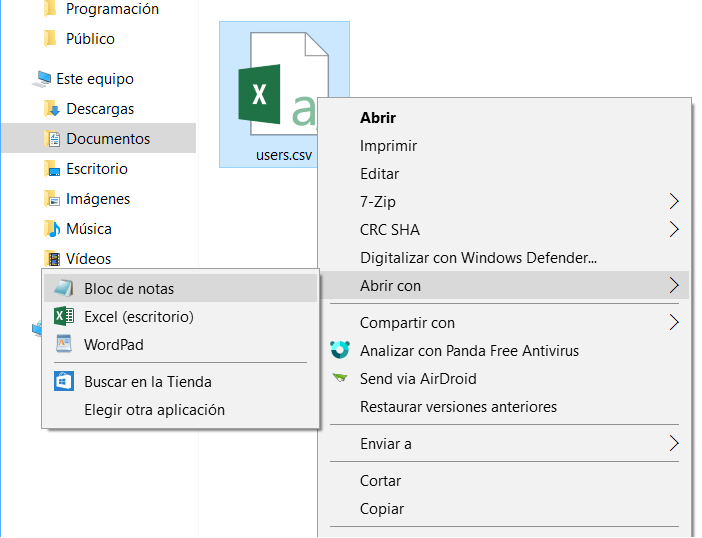 Programación
Público
Este equipo
Descargas
Documentos
Escritorio
Imágenes
Música
Vídeos
users.csv
Abrir
Imprimir
Editar
7-Zip
CRC SHA
Digitalizar con Windows Defender...
Abrir con
Compartir con
Analizar con Panda Free Antivirus
Send via AirDroid
Restaurar versiones anteriores
Enviar a
Cortar
Copiar
Bloc de notas
Excel (escritorio)
WordPad
Buscar en la Tienda
Elegir otra aplicación